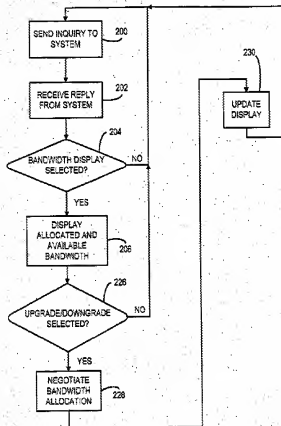 SEND INQUIRY TO
SYSTEM
200
RECEIVE REPLY
FROM SYSTEM
202
204
BANDWIDTH DISPLAY
SELECTED?
NO
YES
DISPLAY
ALLOCATED AND
AVAILABLE
BANDWIDTH
206
226
UPGRADE/DOWNGRADE
SELECTED?
NO
YES
NEGOTIATE
BANDWIDTH
ALLOCATION
228
230
UPDATE
DISPLAY